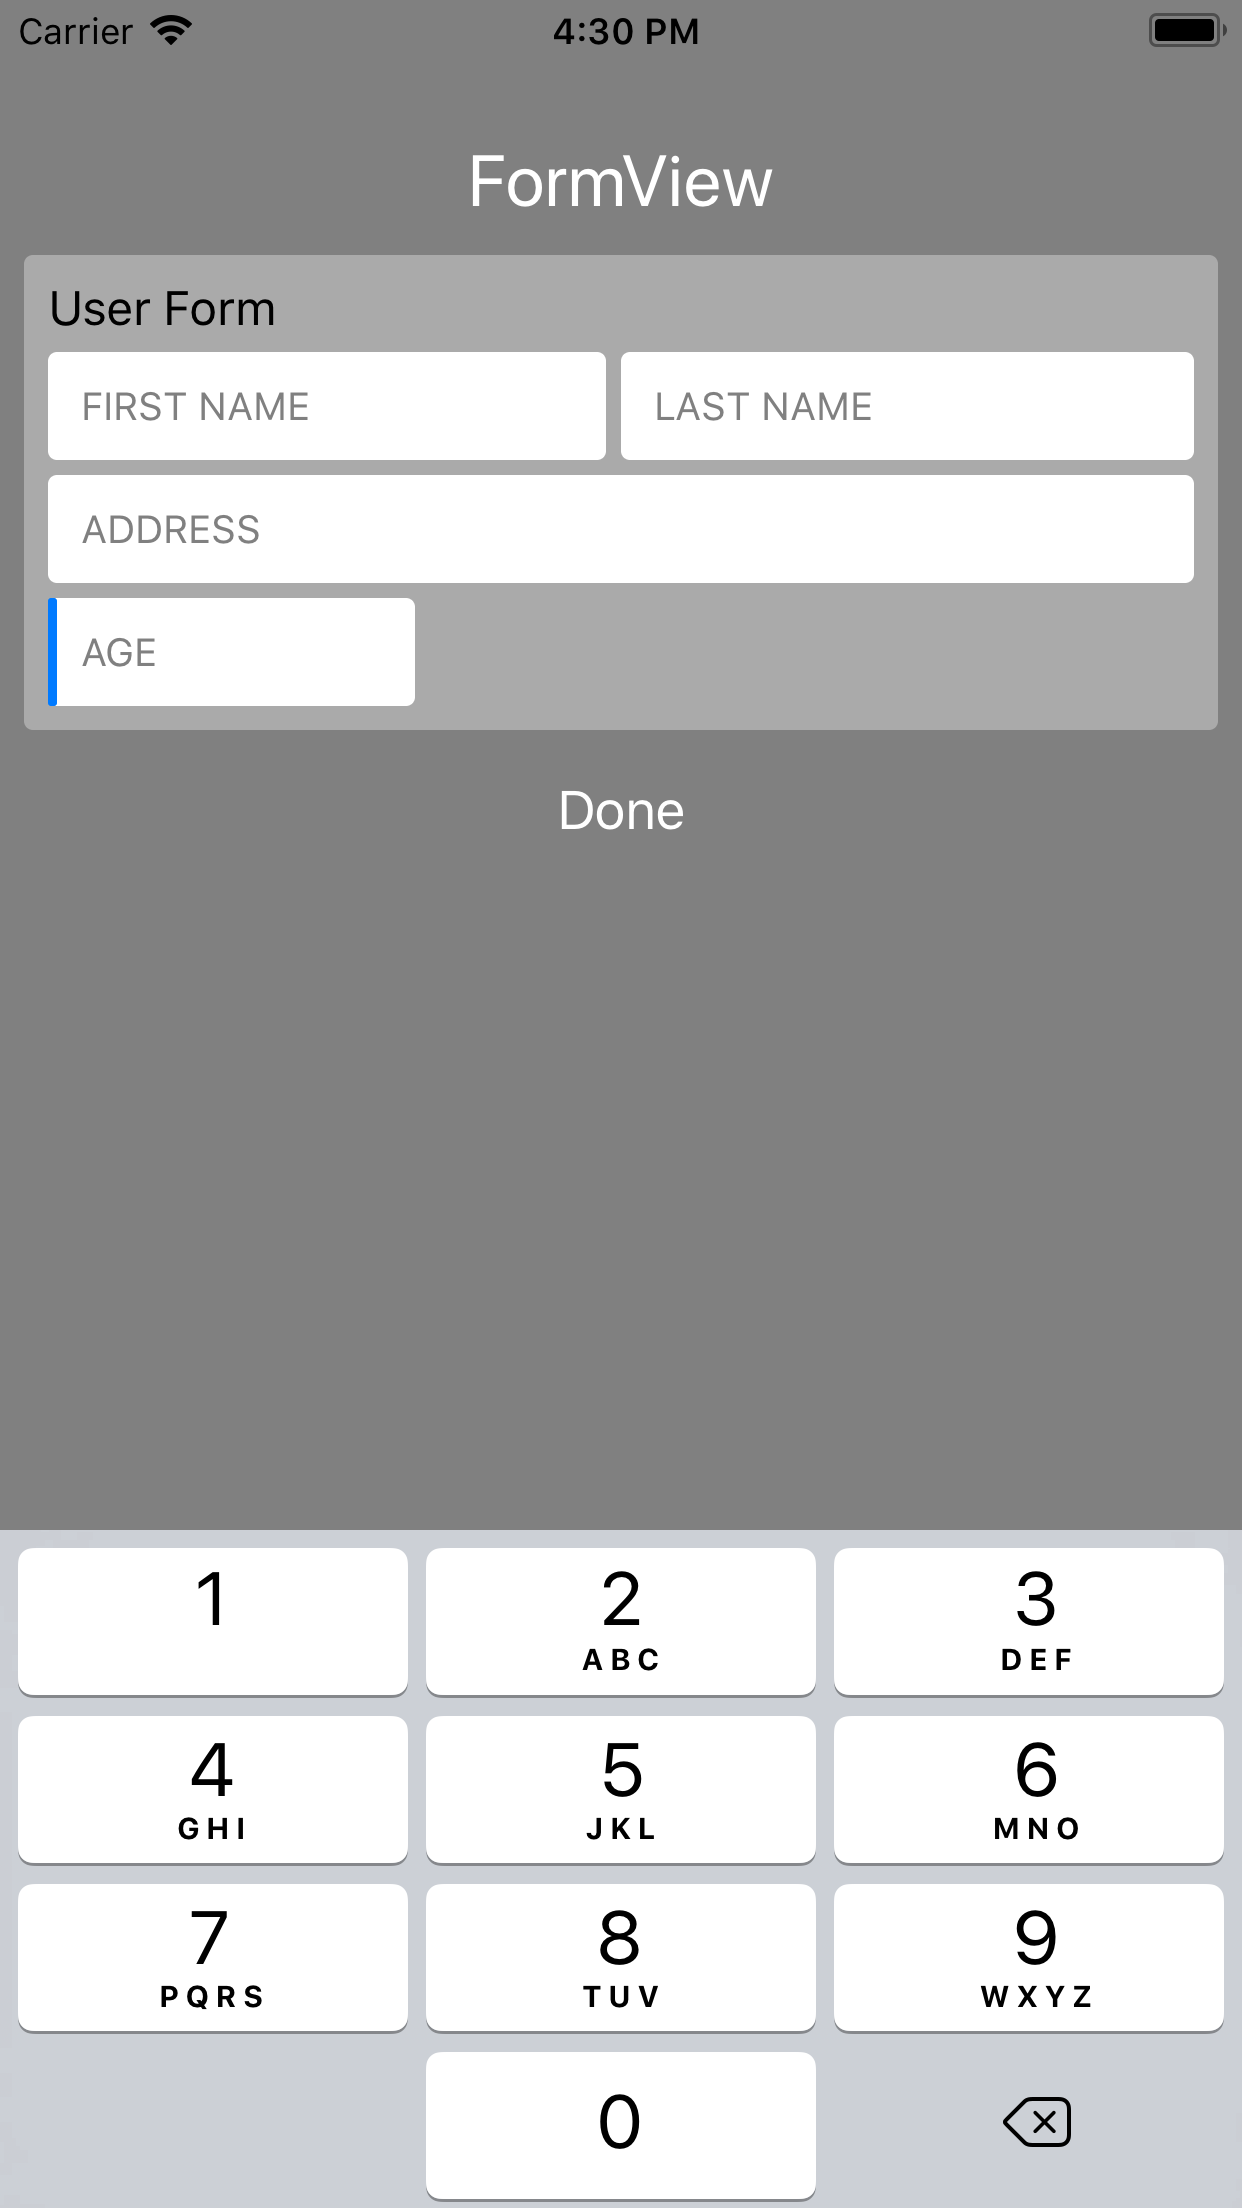 Carrier 4:30 PM
FormView
User Form
FIRST NAME LAST NAME
ADDRESS
AGE
Done
1 2 3
ABC DEF
4 5 6
GHI JKL MNO
7 8 9
PQRS TUV WXYZ
0